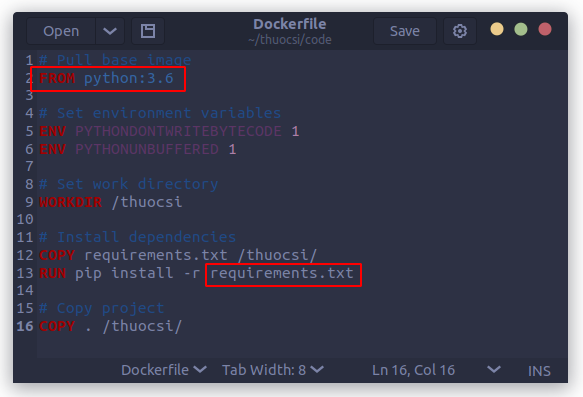 Open
Dockerfile
~/thuocsi/code
Save
1 # Pull base image
2 FROM python:3.6
3
4 # Set environment variables
5 ENV PYTHONDONTWRITEBYTECODE 1
6 ENV PYTHONUNBUFFERED 1
7
8 # Set work directory
9 WORKDIR /thuocsi
10
11 # Install dependencies
12 COPY requirements.txt /thuocsi/
13 RUN pip install -r requirements.txt
14
15 # Copy project
16 COPY . /thuocsi/
Dockerfile Tab Width: 8 Ln 16, Col 16 INS